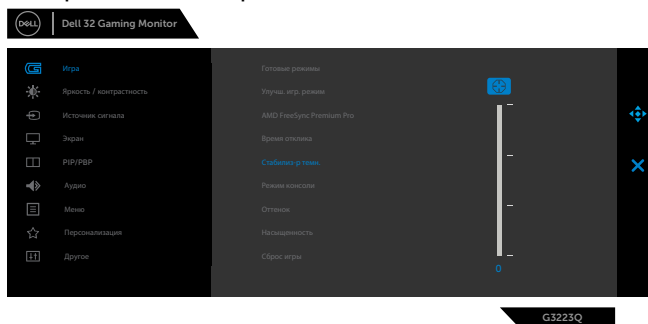 DELL
Dell 32 Gaming Monitor
Игра
Яркость / контрастность
Источник сигнала
Экран
PIP/PBP
Аудио
Меню
Персонализация
Другое
Готовые режимы
Улучш. игр. режим
AMD FreeSync Premium Pro
Время отклика
Стабилиз-р темн.
Режим консоли
Оттенок
Насыщенность
Сброс игры
0
G3223Q